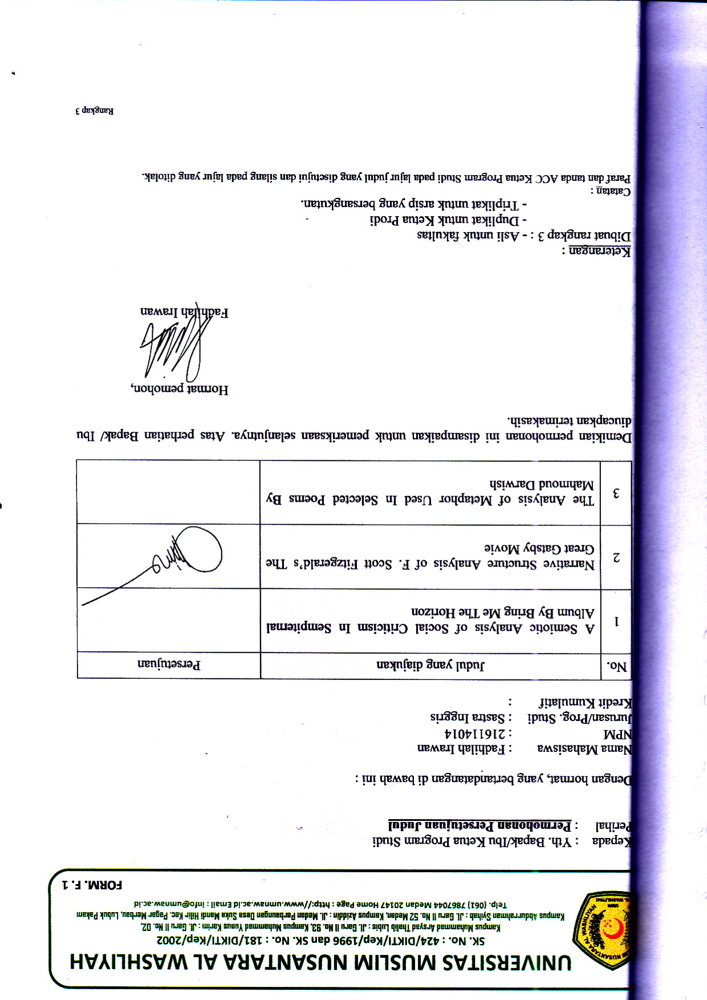 UNIVERSITAS MUSLIM NUSANTARA AL WASHLIYAH
SK. No. : 424/DIKTI/Kep/1996 dan SK. No. : 181/DIKTI/Kep/2002
Kampus Muhammad Arsyad Thalib Lubis : Jl. Garu II No. 93, Kampus Muhammad Yunus Karim : Jl. Garu II No. 02,
Kampus Abdurrahman Syihab : Jl. Garu II No. 52 Medan, Kampus Aziddin : Jl. Medan Perbaungan Desa Suka Mandi Hilir Kec. Pagar Merbau, Lubuk Pakam
Telp. (061) 7867044 Medan 20147 Home Page : http://www.umnaw.ac.id Email : info@umnaw.ac.id
FORM. F. 1
Kepada : Yth. Bapak/Ibu Ketua Program Studi
Perihal : Permohonan Persetujuan Judul
Dengan hormat, yang bertandatangan di bawah ini :
Nama Mahasiswa : Fadhilah Irawan
NPM : 216114014
Jurusan/Prog. Studi : Sastra Inggris
Kredit Kumulatif :
No. Judul yang diajukan Persetujuan
1 A Semiotic Analysis of Social Criticism In Sempiternal
Album By Bring Me The Horizon
2 Narrative Structure Analysis of F. Scott Fitzgerald's The
Great Gatsby Movie
3 The Analysis of Metaphor Used In Selected Poems By
Mahmoud Darwish
Demikian permohonan ini disampaikan untuk pemeriksaan selanjutnya. Atas perhatian Bapak/ Ibu
diucapkan terimakasih.
Hormat pemohon,
Fadhilah Irawan
Keterangan :
Dibuat rangkap 3 : - Asli untuk fakultas
- Duplikat untuk Ketua Prodi
- Triplikat untuk arsip yang bersangkutan.
Catatan :
Paraf dan tanda ACC Ketua Program Studi pada lajur judul yang disetujui dan silang pada lajur yang ditolak.
Rangkap 3